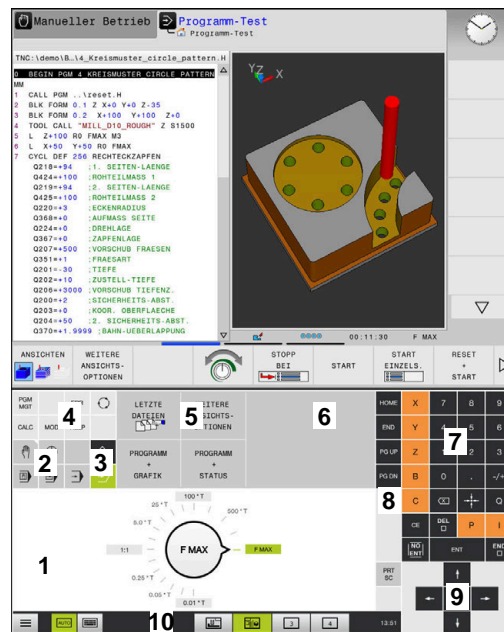 Manueller Betrieb
Programm-Test
Programm-Test
TNC:\demo\B...\4_Kreismuster_circle_pattern.H
0 BEGIN PGM 4_KREISMUSTER_CIRCLE_PATTERN
MM
1 CALL PGM ..\reset.H
2 BLK FORM 0.1 Z X+0 Y+0 Z-35
3 BLK FORM 0.2 X+100 Y+100 Z+0
4 TOOL CALL "MILL_D10_ROUGH" Z S1500
5 L Z+100 R0 FMAX M3
6 L X+50 Y+50 R0 FMAX
7 CYCL DEF 256 RECHTECKZAPFEN
Q218=+94 ;1. SEITEN-LAENGE
Q424=+100 ;ROHTEILMASS 1
Q219=+94 ;2. SEITEN-LAENGE
Q425=+100 ;ROHTEILMASS 2
Q220=+3 ;ECKENRADIUS
Q368=+0 ;AUFMASS SEITE
Q224=+0 ;DREHLAGE
Q367=+0 ;ZAPFENLAGE
Q207=+500 ;VORSCHUB FRAESEN
Q351=+1 ;FRAESART
Q201=-30 ;TIEFE
Q202=+10 ;ZUSTELL-TIEFE
Q206=+3000 ;VORSCHUB TIEFENZ.
Q200=+2 ;SICHERHEITS-ABST.
Q203=+0 ;KOOR. OBERFLAECHE
Q204=+50 ;2. SICHERHEITS-ABST.
Q370=+1.9999 ;BAHN-UEBERLAPPUNG
Y Z X
00:11:30 F MAX
ANSICHTEN
WEITERE
ANSICHTS-
OPTIONEN
STOPP
BEI
START
START
EINZELS.
RESET
+
START
PGM
MGT
4
CALC
MOD
2
3
LETZTE
DATEIEN
5
PROGRAMM
+
GRAFIK
PROGRAMM
+
STATUS
6
HOME X 7 8 9
END Y 5 6
PG UP Z 7 2 3
PG DN B 0 . -/+
8 C Q
CE DEL P I
NO
ENT
ENT
END
PRT
SC
9
1
100 °T
25 °T
500 °T
5.0 °T
1:1
F MAX
F MAX
0.25 °T
0.05 °T
0.01 °T
AUTO
10
3
4
13:51